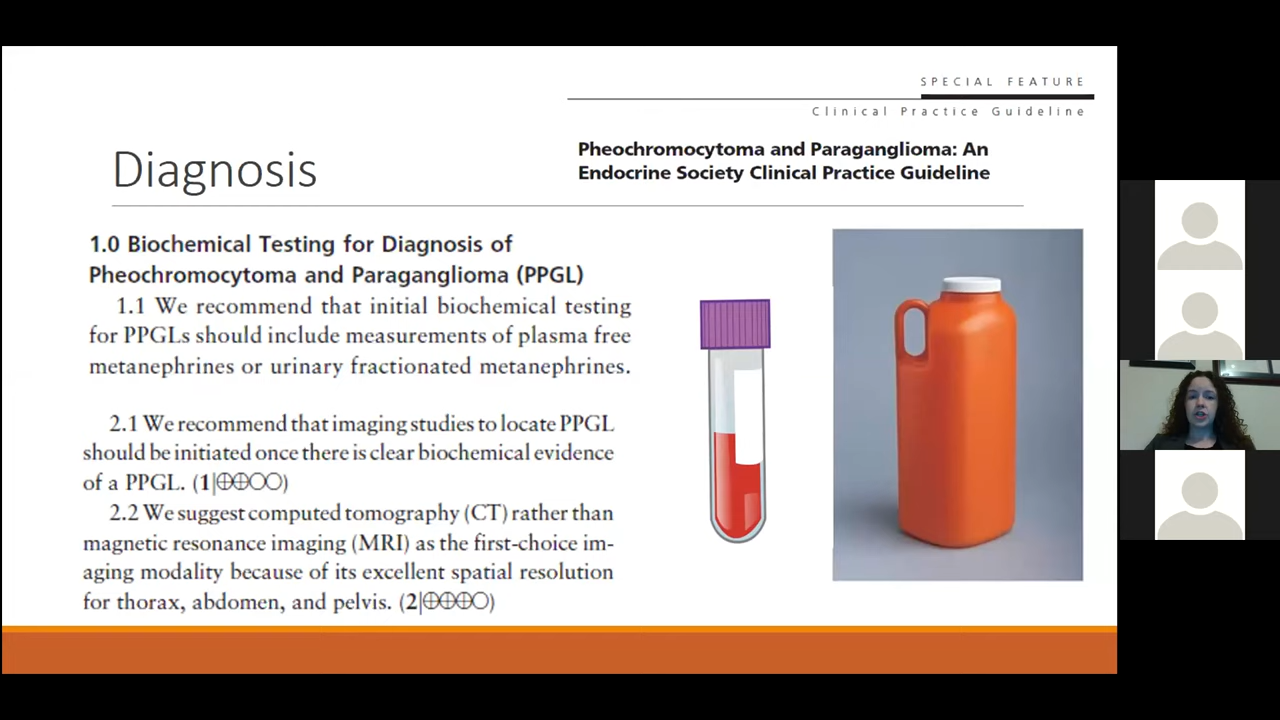 SPECIAL FEATURE
Clinical Practice Guideline
Diagnosis
Pheochromocytoma and Paraganglioma: An
Endocrine Society Clinical Practice Guideline
1.0 Biochemical Testing for Diagnosis of
Pheochromocytoma and Paraganglioma (PPGL)
1.1 We recommend that initial biochemical testing
for PPGLs should include measurements of plasma free
metanephrines or urinary fractionated metanephrines.
2.1 We recommend that imaging studies to locate PPGL
should be initiated once there is clear biochemical evidence
of a PPGL. (1|⊕⊕○○)
2.2 We suggest computed tomography (CT) rather than
magnetic resonance imaging (MRI) as the first-choice im-
aging modality because of its excellent spatial resolution
for thorax, abdomen, and pelvis. (2|⊕⊕⊕○)